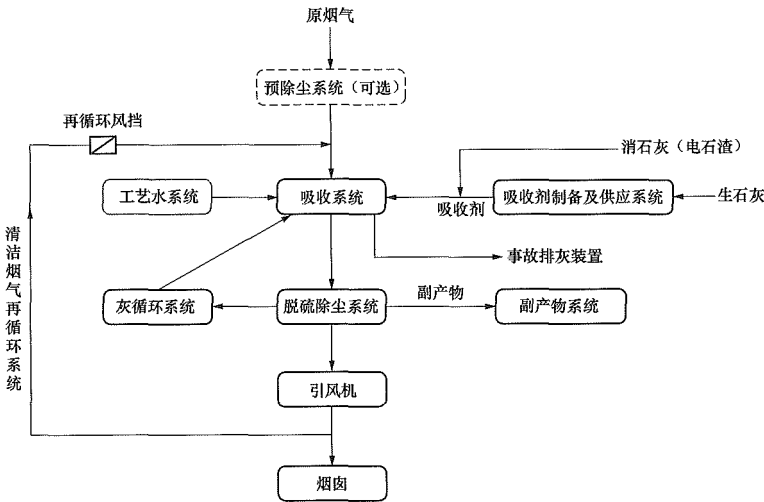 原烟气
预除尘系统（可选）
再循环风挡
消石灰（电石渣）
工艺水系统
吸收系统
吸收剂
吸收剂制备及供应系统
生石灰
清洁烟气再循环系统
事故排灰装置
灰循环系统
脱硫除尘系统
副产物
副产物系统
引风机
烟囱